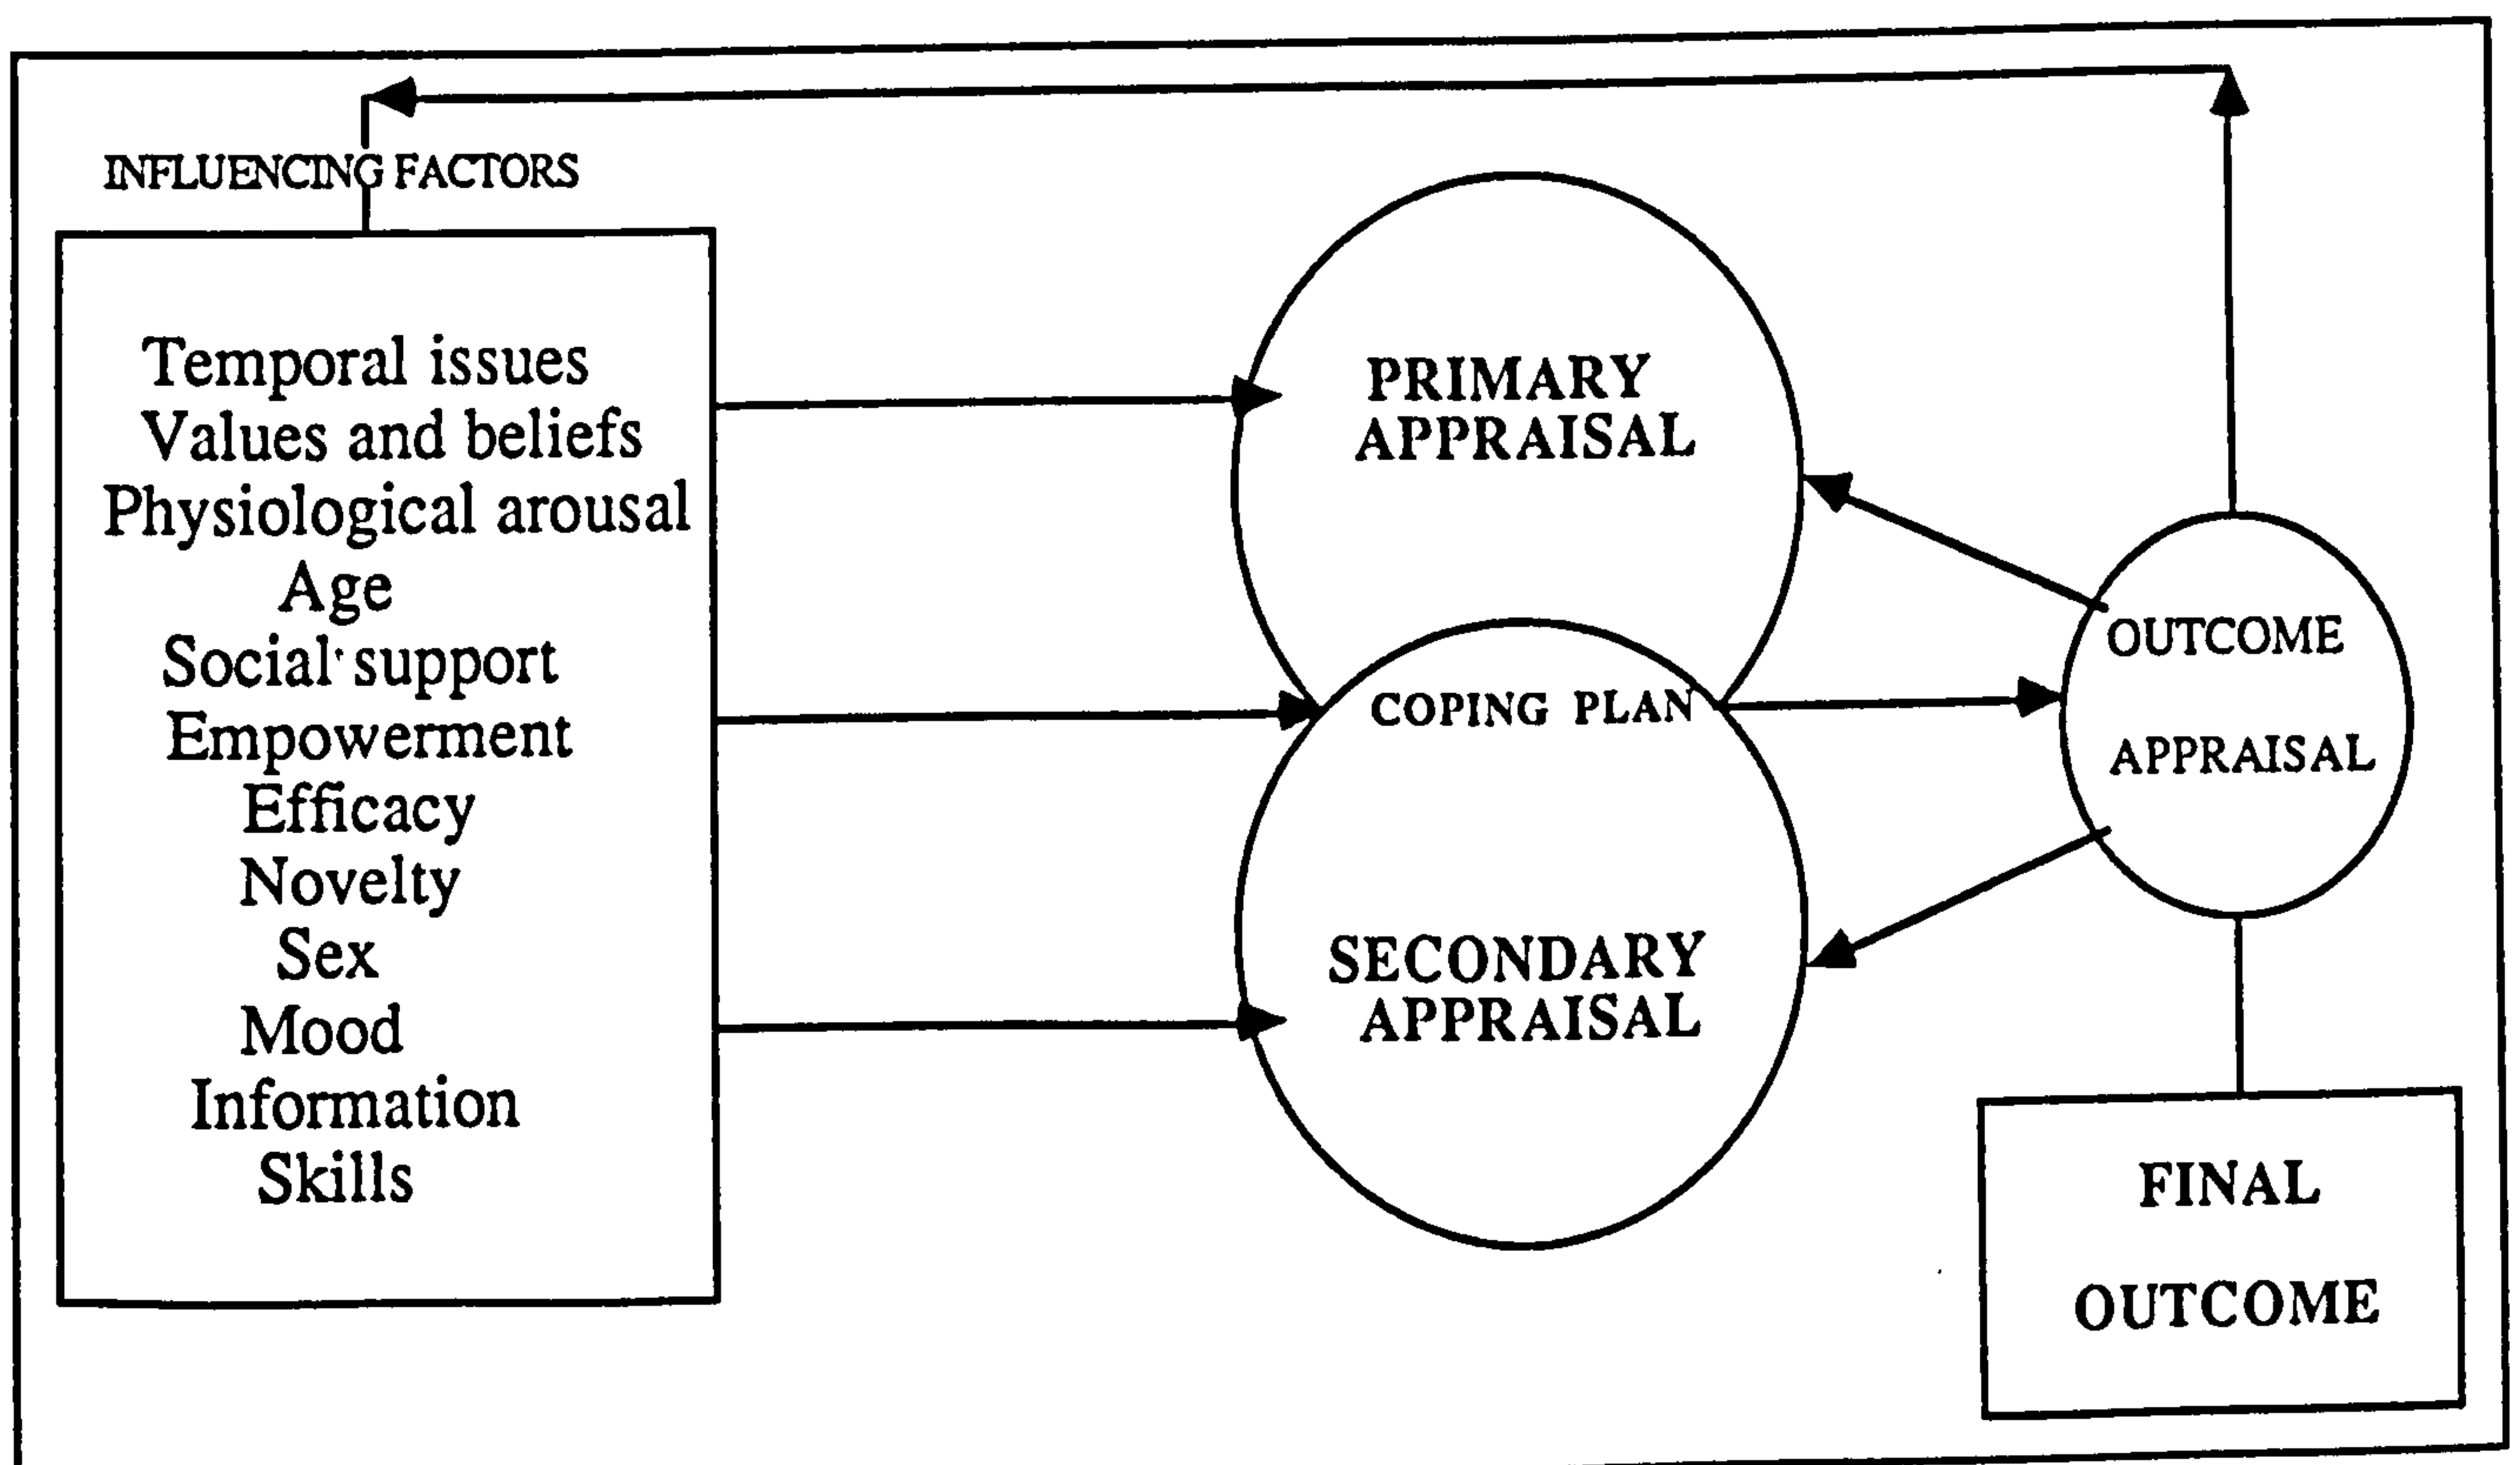 INFLUENCING FACTORS
Temporal issues
Values and beliefs
Physiological arousal
Age
Social support
Empowerment
Efficacy
Novelty
Sex
Mood
Information
Skills
PRIMARY
APPRAISAL
COPING PLAN
SECONDARY
APPRAISAL
OUTCOME
APPRAISAL
FINAL
OUTCOME